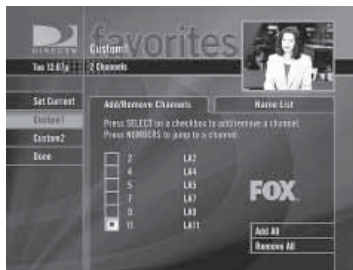 DIRECTV
favorites
Custom1
Tue 12:07p
2 Channels
Set Current
Custom1
Custom2
Done
Add/Remove Channels
Name List
Press SELECT on a checkbox to add/remove a channel.
Press NUMBERS to jump to a channel.
2 LA2
4 LA4
5 LA5
7 LA7
9 LA9
11 LA11
FOX
Add All
Remove All